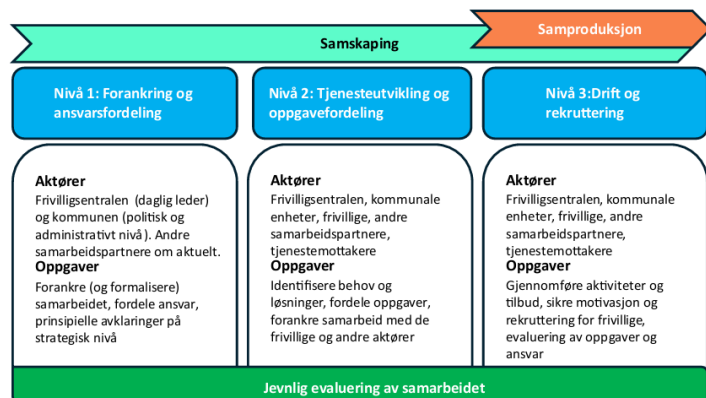 Samskaping
Samproduksjon
Nivå 1: Forankring og
ansvarsfordeling
Nivå 2: Tjenesteutvikling og
oppgavefordeling
Nivå 3:Drift og
rekruttering
Aktører
Frivilligsentralen (daglig leder)
og kommunen (politisk og
administrativt nivå). Andre
samarbeidspartnere om aktuelt.
Oppgaver
Forankre (og formalisere)
samarbeidet, fordele ansvar,
prinsipielle avklaringer på
strategisk nivå
Aktører
Frivilligsentralen, kommunale
enheter, frivillige, andre
samarbeidspartnere,
tjenestemottakere
Oppgaver
Identifisere behov og
løsninger, fordele oppgaver,
forankre samarbeid med de
frivillige og andre aktører
Aktører
Frivilligsentralen, kommunale
enheter, frivillige, andre
samarbeidspartnere,
tjenestemottakere
Oppgaver
Gjennomføre aktiviteter og
tilbud, sikre motivasjon og
rekruttering for frivillige,
evaluering av oppgaver og
ansvar
Jevnlig evaluering av samarbeidet